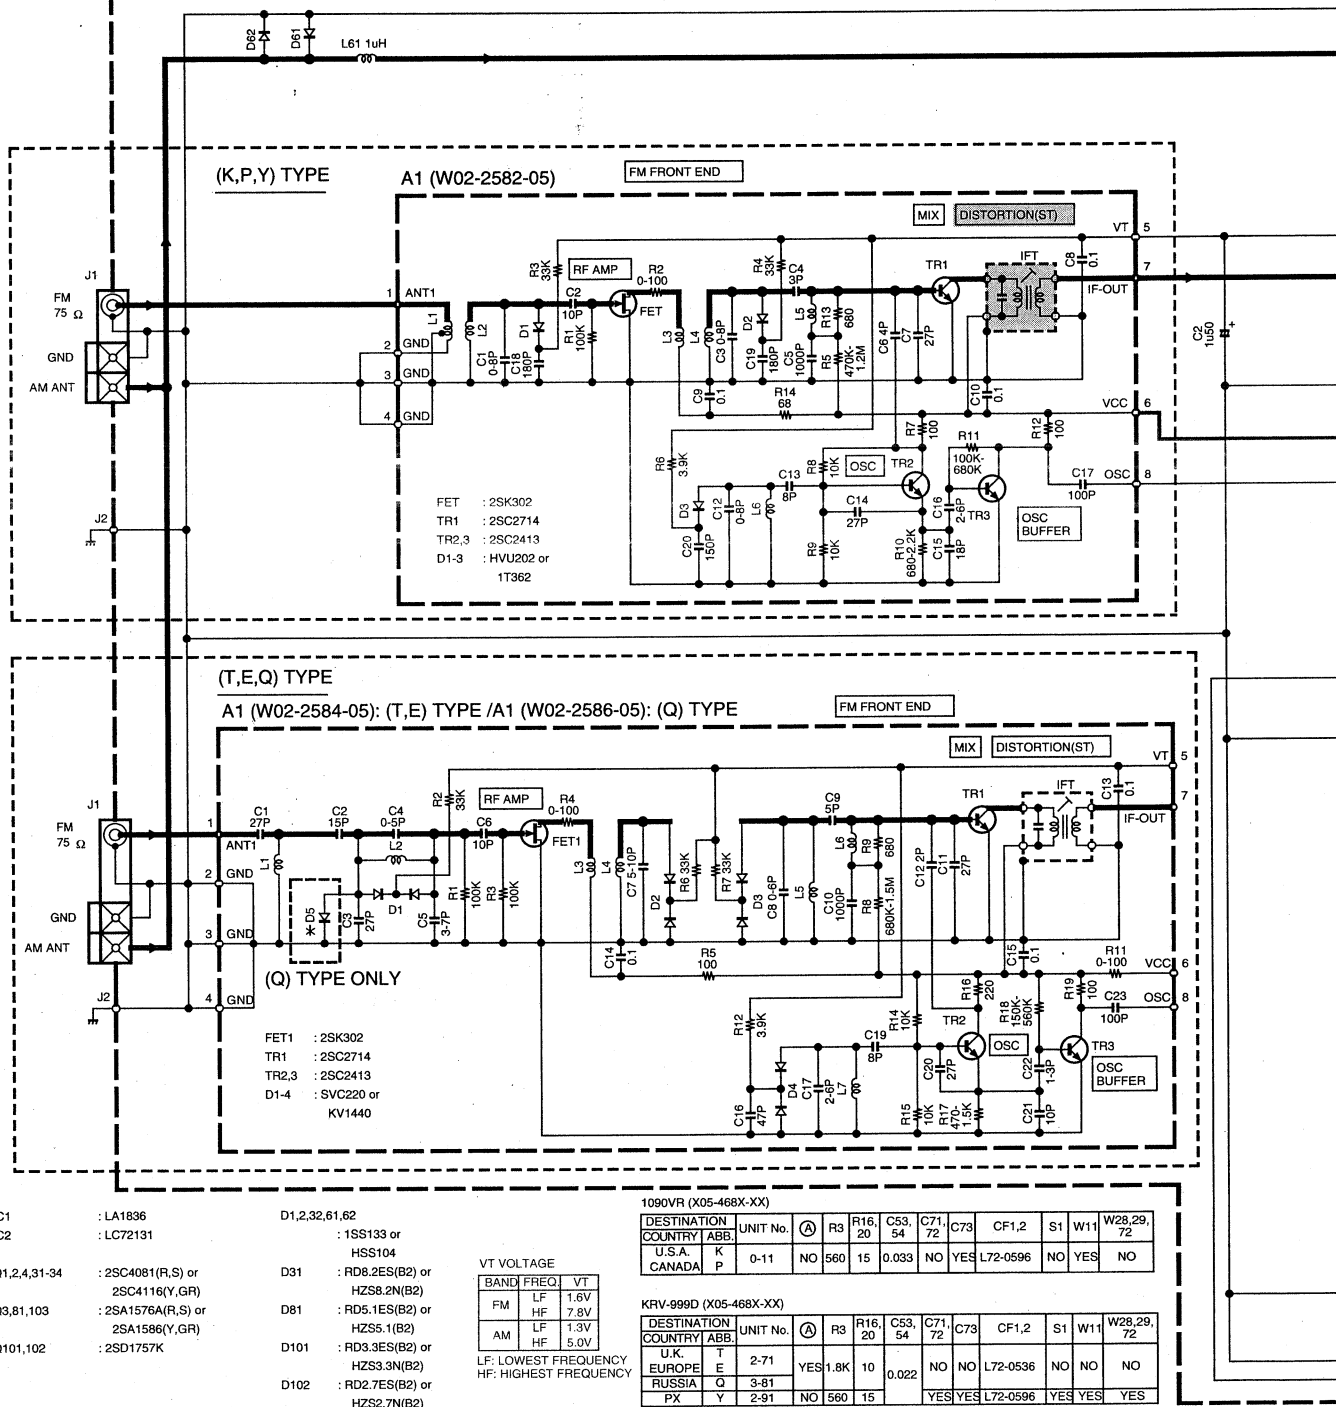 D62
D61
L61 1uH
(K,P,Y) TYPE
A1 (W02-2582-05)
FM FRONT END
MIX
DISTORTION(ST)
VT 5
J1
FM
75 Ω
GND
AM ANT
1 ANT1
2 GND
3 GND
4 GND
L1
L2
C1
0-8P
C18
180P
D1
R3
33K
RF AMP
C2
10P
R1
100K
FET
R2
0-100
L3
L4
C9
0.1
C3 0-8P
D2
R4
33K
C4
3P
C19
180P
C5
1000P
L5
R13
680
R5
470K-
1.2M
R14
68
C6 4P
C7
27P
TR1
IFT
C8
0.1
7
IF-OUT
C10
0.1
VCC 6
C2
1u50
+
R6
3.9K
D3
C20
150P
C12
0-8P
L6
C13
8P
R8
10K
R9
10K
OSC
C14
27P
TR2
R7
100
R10
680-2.2K
R11
100K-
680K
C16
2-6P
C15
18P
TR3
R12
100
C17
100P
OSC 8
OSC
BUFFER
FET : 2SK302
TR1 : 2SC2714
TR2,3 : 2SC2413
D1-3 : HVU202 or
1T362
J2
(T,E,Q) TYPE
A1 (W02-2584-05): (T,E) TYPE /A1 (W02-2586-05): (Q) TYPE
FM FRONT END
MIX
DISTORTION(ST)
VT 5
J1
FM
75 Ω
GND
AM ANT
J2
1
ANT1
2 GND
3 GND
4 GND
C1
27P
L1
C2
15P
C4
0-5P
L2
*D5
C3
27P
D1
C5
3-7P
R2
33K
R1
100K
C6
10P
R3
100K
RF AMP
R4
0-100
FET1
L3
L4
C14
0.1
C7 5-10P
D2
R6 33K
R7 33K
D3
R5
100
C8 0-6P
L5
C9
5P
L6
R9
680
C10
1000P
R8
680K-1.5M
C12 2P
C11
27P
TR1
IFT
C13
0.1
7
IF-OUT
C15
0.1
R11
0-100
VCC 6
(Q) TYPE ONLY
R12
3.9K
C16
47P
D4
C17
2-6P
L7
C19
8P
R14
10K
R15
10K
C20
27P
TR2
R16
220
OSC
R17
470-
1.5K
R18
150K-
560K
C22
1-3P
C21
10P
R19
100
C23
100P
OSC 8
TR3
OSC
BUFFER
FET1 : 2SK302
TR1 : 2SC2714
TR2,3 : 2SC2413
D1-4 : SVC220 or
KV1440
C1 : LA1836
C2 : LC72131
1,2,4,31-34 : 2SC4081(R,S) or
2SC4116(Y,GR)
3,81,103 : 2SA1576A(R,S) or
2SA1586(Y,GR)
101,102 : 2SD1757K
D1,2,32,61,62
: 1SS133 or
HSS104
D31 : RD8.2ES(B2) or
HZS8.2N(B2)
D81 : RD5.1ES(B2) or
HZS5.1(B2)
D101 : RD3.3ES(B2) or
HZS3.3N(B2)
D102 : RD2.7ES(B2) or
HZS2.7N(B2)
VT VOLTAGE
BAND FREQ. VT
FM LF 1.6V
HF 7.8V
AM LF 1.3V
HF 5.0V
LF: LOWEST FREQUENCY
HF: HIGHEST FREQUENCY
1090VR (X05-468X-XX)
DESTINATION UNIT No. Ⓐ R3 R16, 20 C53, 54 C71, 72 C73 CF1,2 S1 W11 W28,29, 72
COUNTRY ABB.
U.S.A. K
CANADA P
0-11 NO 560 15 0.033 NO YES L72-0596 NO YES NO
KRV-999D (X05-468X-XX)
DESTINATION UNIT No. Ⓐ R3 R16, 20 C53, 54 C71, 72 C73 CF1,2 S1 W11 W28,29, 72
COUNTRY ABB.
U.K. T
EUROPE E
2-71 YES 1.8K 10 0.022 NO NO L72-0536 NO NO NO
RUSSIA Q 3-81
PX Y 2-91 NO 560 15 YES YES L72-0596 YES YES YES